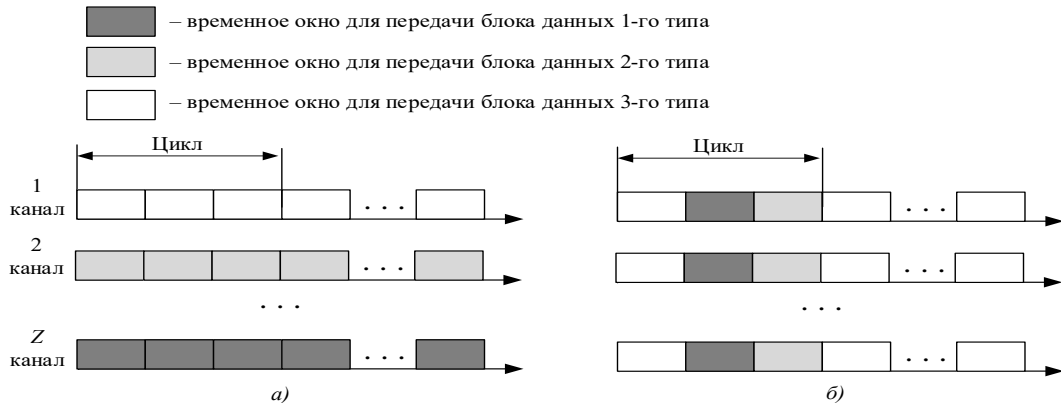 – временное окно для передачи блока данных 1-го типа
– временное окно для передачи блока данных 2-го типа
– временное окно для передачи блока данных 3-го типа
Цикл
Цикл
1
канал
. . .
. . .
2
канал
. . .
. . .
. . .
. . .
Z
канал
. . .
. . .
а)
б)